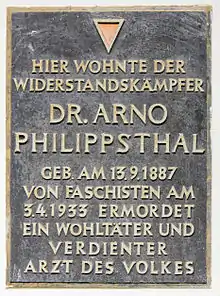 HIER WOHNTE DER
WIDERSTANDSKÄMPFER
DR. ARNO
PHILIPPSTHAL
GEB. AM 13.9.1887
VON FASCHISTEN AM
3.4.1933 ERMORDET
EIN WOHLTÄTER UND
VERDIENTER
ARZT DES VOLKES